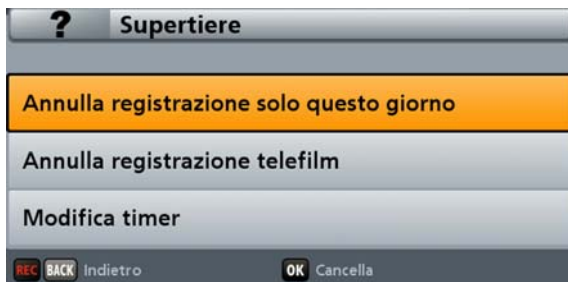 ? Supertiere
Annulla registrazione solo questo giorno
Annulla registrazione telefilm
Modifica timer
REC BACK Indietro OK Cancella